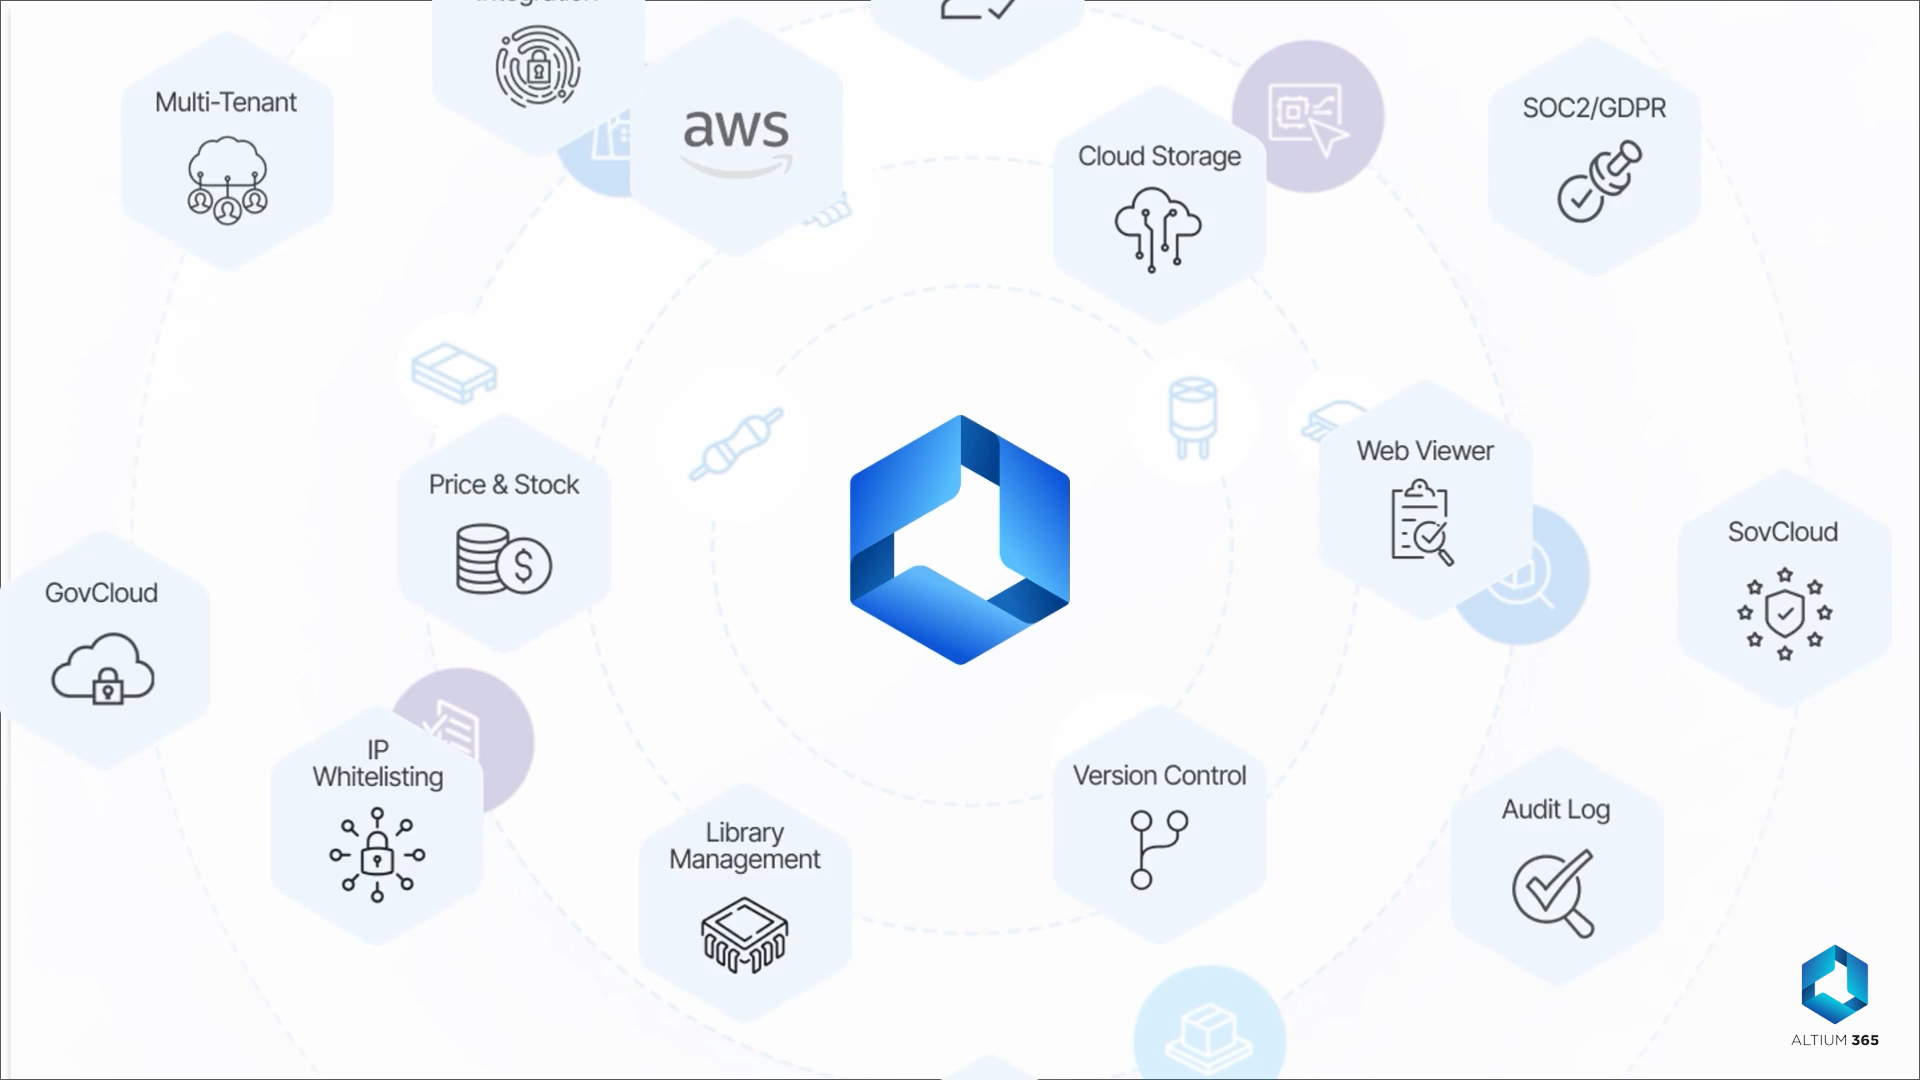 Integration
Multi-Tenant
aws
Cloud Storage
SOC2/GDPR
Price & Stock
Web Viewer
GovCloud
SovCloud
IP
Whitelisting
Library
Management
Version Control
Audit Log
ALTIUM 365